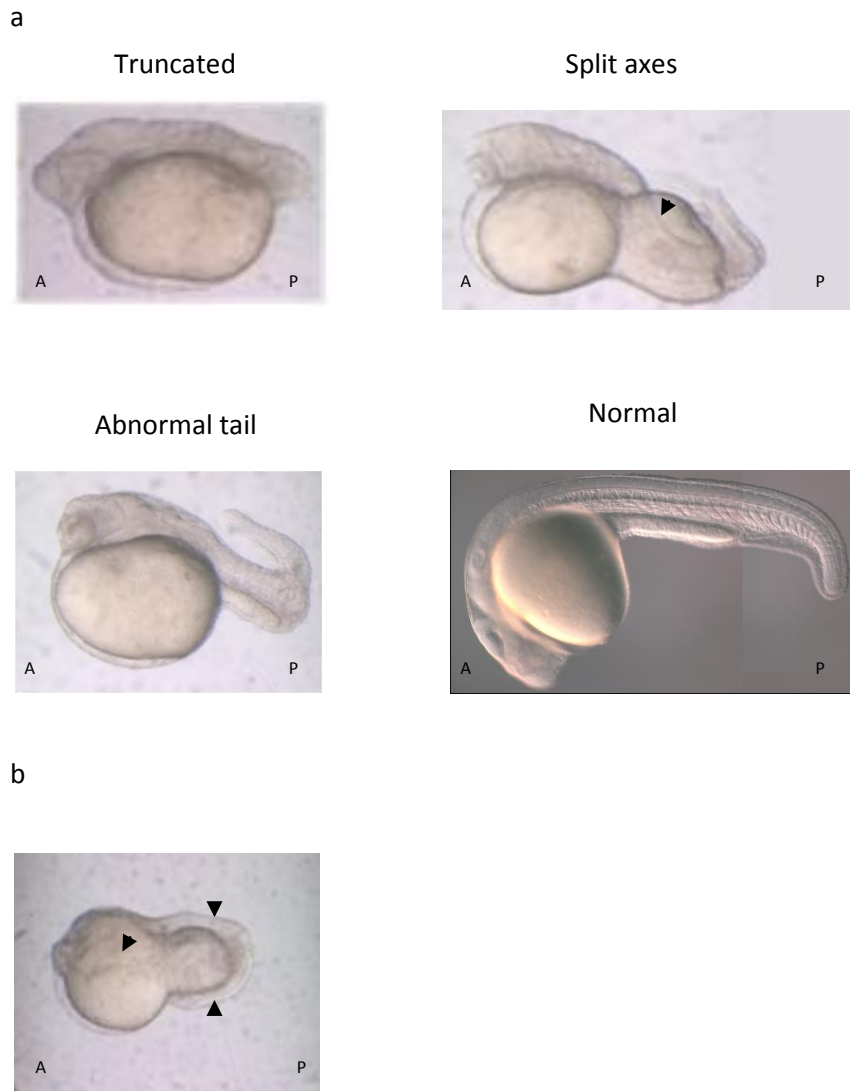 a
Truncated
Split axes
A P
A P
Abnormal tail
Normal
A P
A P
b
A P